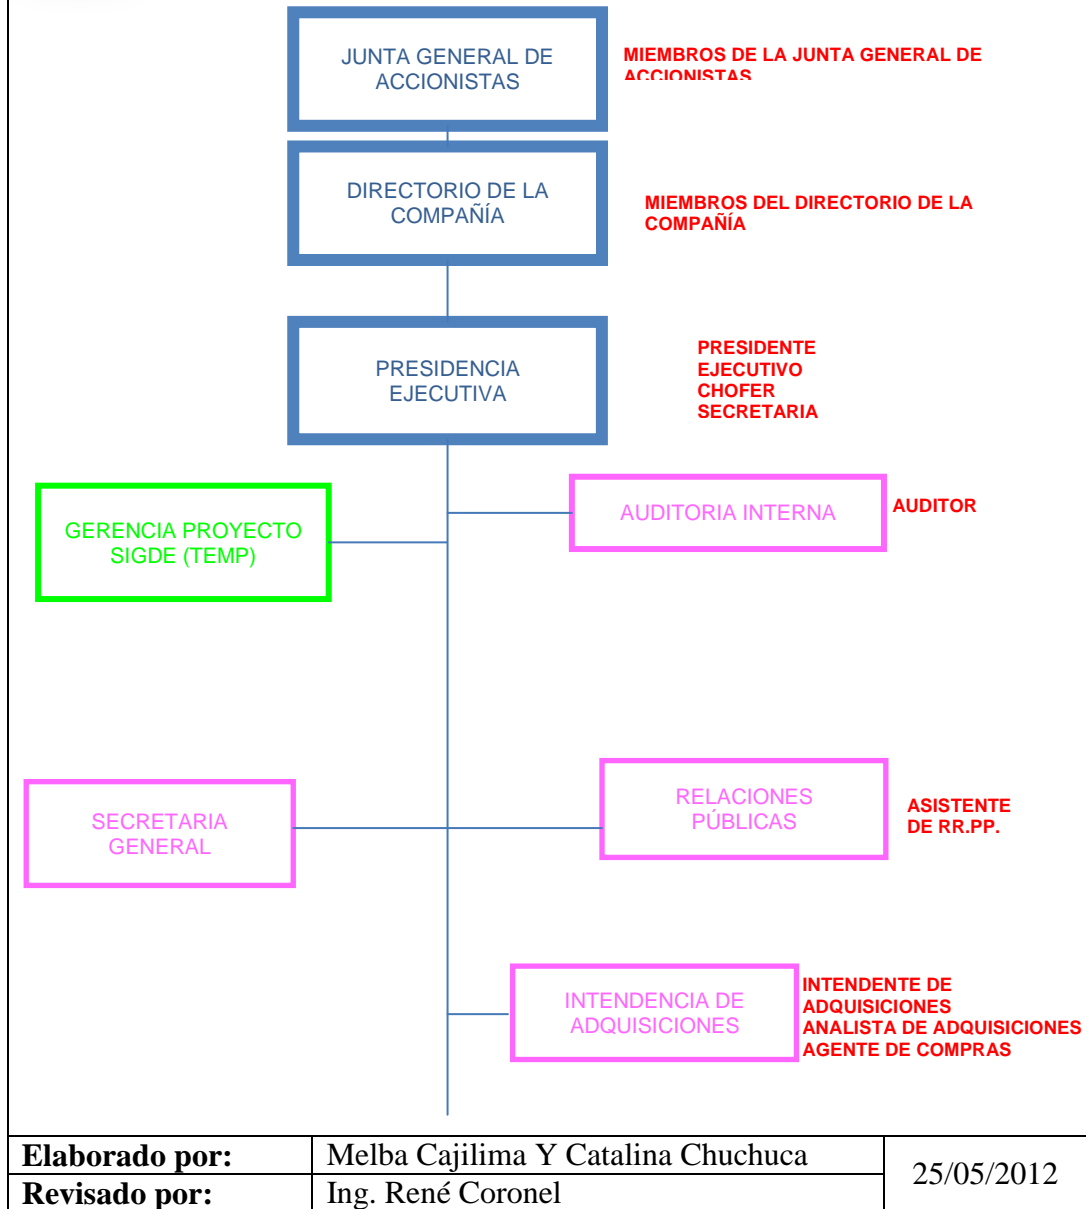 JUNTA GENERAL DE
ACCIONISTAS
MIEMBROS DE LA JUNTA GENERAL DE
ACCIONISTAS
DIRECTORIO DE LA
COMPAÑÍA
MIEMBROS DEL DIRECTORIO DE LA
COMPAÑÍA
PRESIDENCIA
EJECUTIVA
PRESIDENTE
EJECUTIVO
CHOFER
SECRETARIA
GERENCIA PROYECTO
SIGDE (TEMP)
AUDITORIA INTERNA
AUDITOR
SECRETARIA
GENERAL
RELACIONES
PÚBLICAS
ASISTENTE
DE RR.PP.
INTENDENCIA DE
ADQUISICIONES
INTENDENTE DE
ADQUISICIONES
ANALISTA DE ADQUISICIONES
AGENTE DE COMPRAS
Elaborado por: Melba Cajilima Y Catalina Chuchuca
25/05/2012
Revisado por: Ing. René Coronel